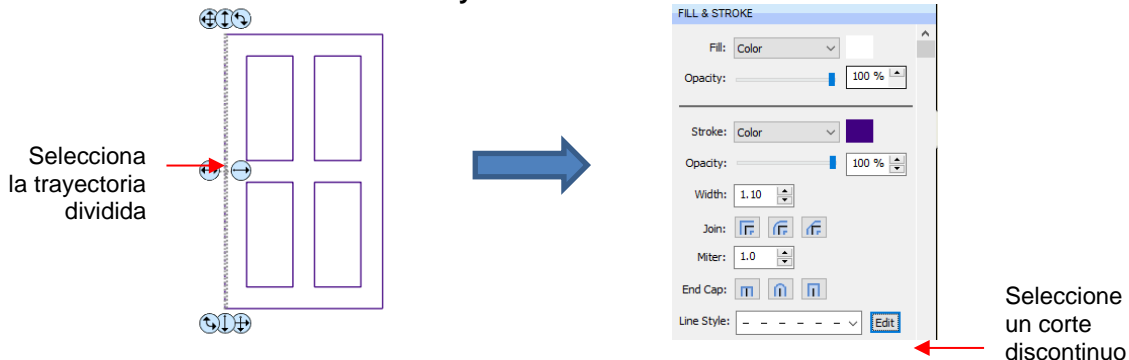 Selecciona
la trayectoria
dividida
FILL & STROKE
Fill: Color
Opacity: 100 %
Stroke: Color
Opacity: 100 %
Width: 1.10
Join:
Miter: 1.0
End Cap:
Line Style: Edit
Seleccione
un corte
discontinuo